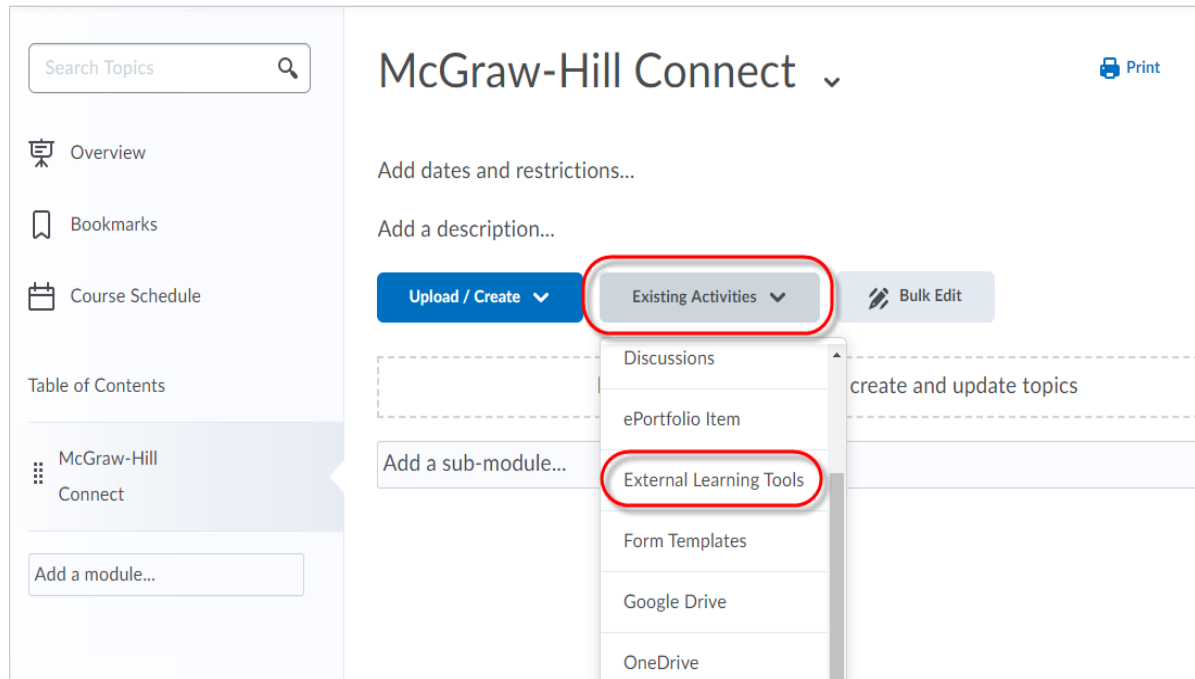 Search Topics
Overview
Bookmarks
Course Schedule
Table of Contents
McGraw-Hill
Connect
Add a module...
McGraw-Hill Connect
Print
Add dates and restrictions...
Add a description...
Upload / Create
Existing Activities
Bulk Edit
Discussions
ePortfolio Item
External Learning Tools
Form Templates
Google Drive
OneDrive
create and update topics
Add a sub-module...